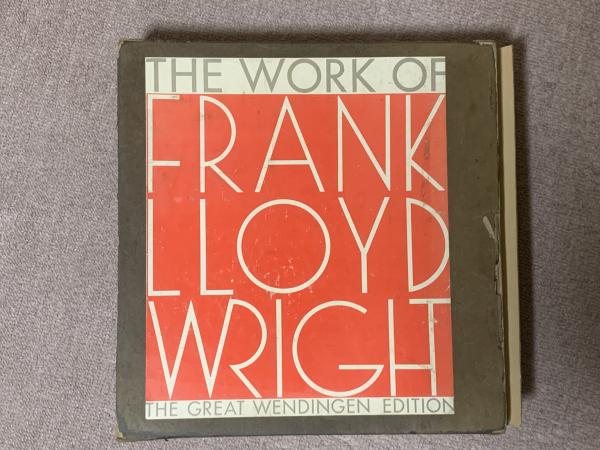 THE WORK OF
FRANK
LLOYD
WRIGHT
THE GREAT WENDINGEN EDITION